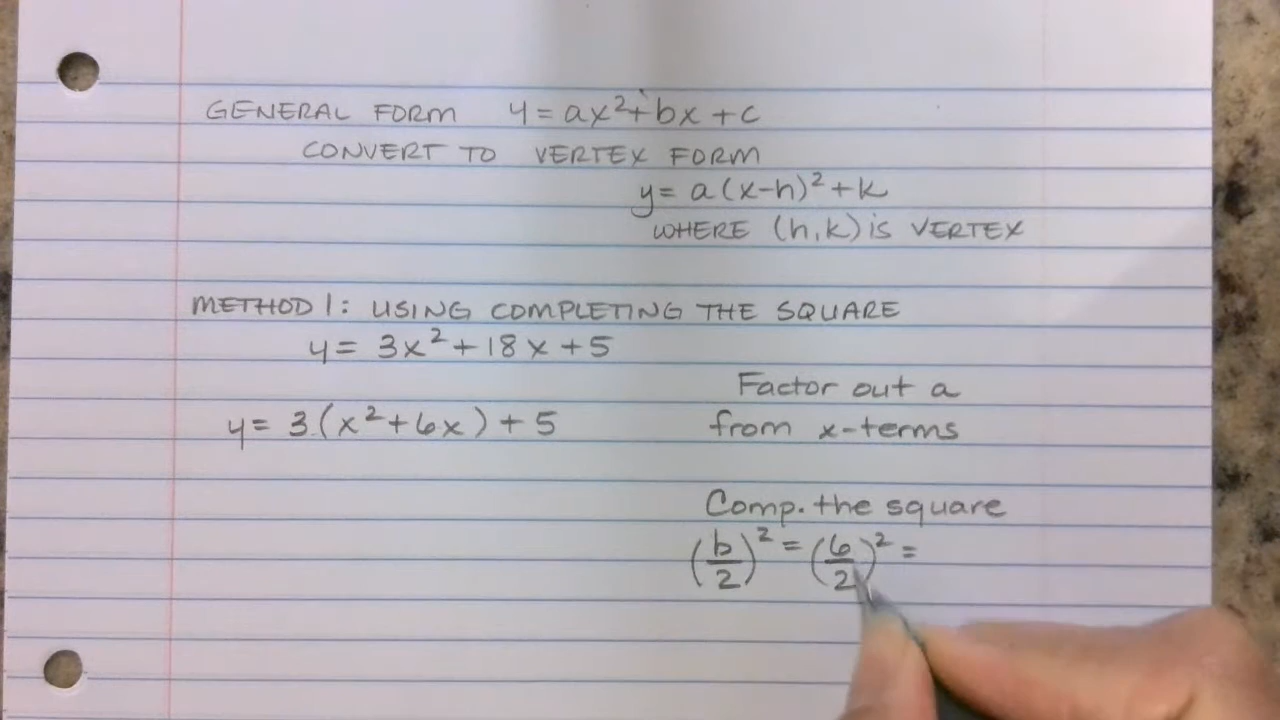 GENERAL FORM y = ax² + bx + c
CONVERT TO VERTEX FORM
y = a(x-h)² + k
WHERE (h,k) is VERTEX
METHOD 1: USING COMPLETING THE SQUARE
y = 3x² + 18x + 5
Factor out a
y = 3(x² + 6x) + 5 from x-terms
Comp. the square
(b/2)² = (6/2)² =